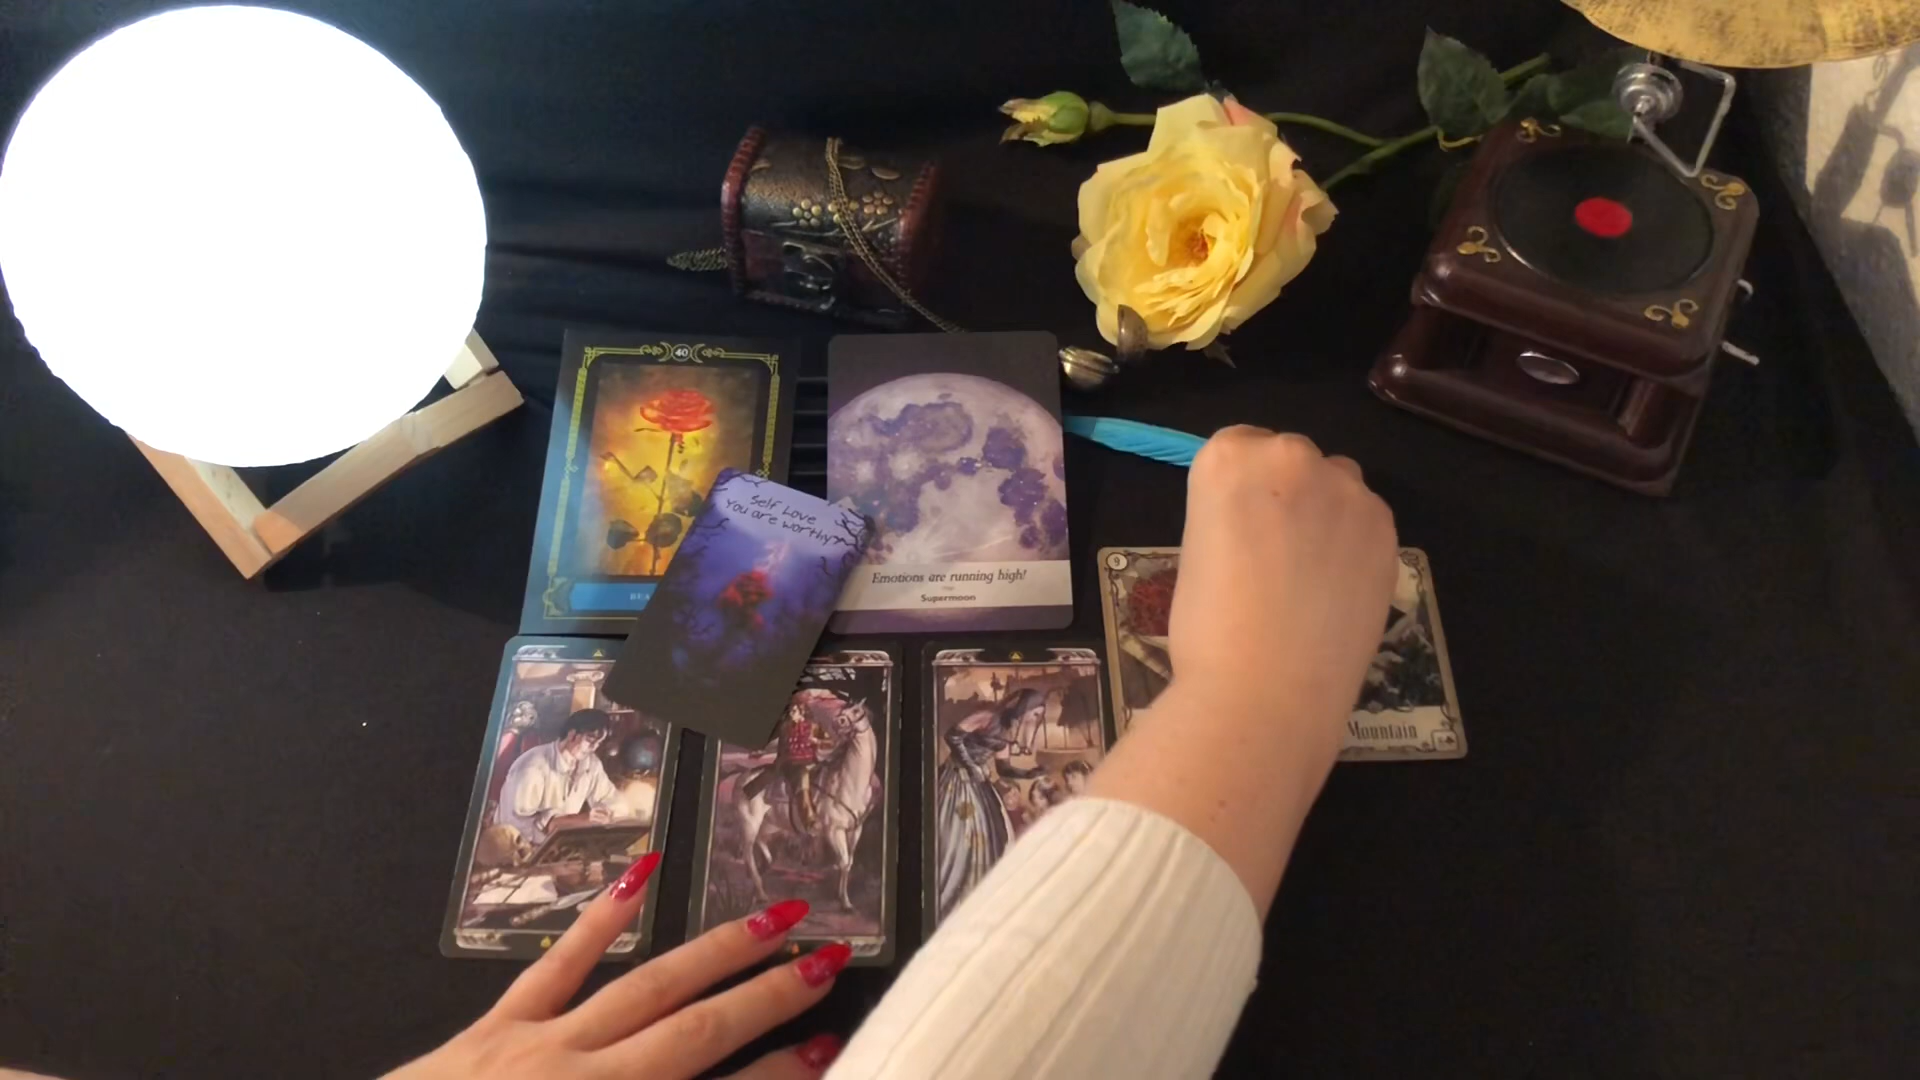 40
Self Love
You are worthy
Emotions are running high!
Supermoon
9
Mountain